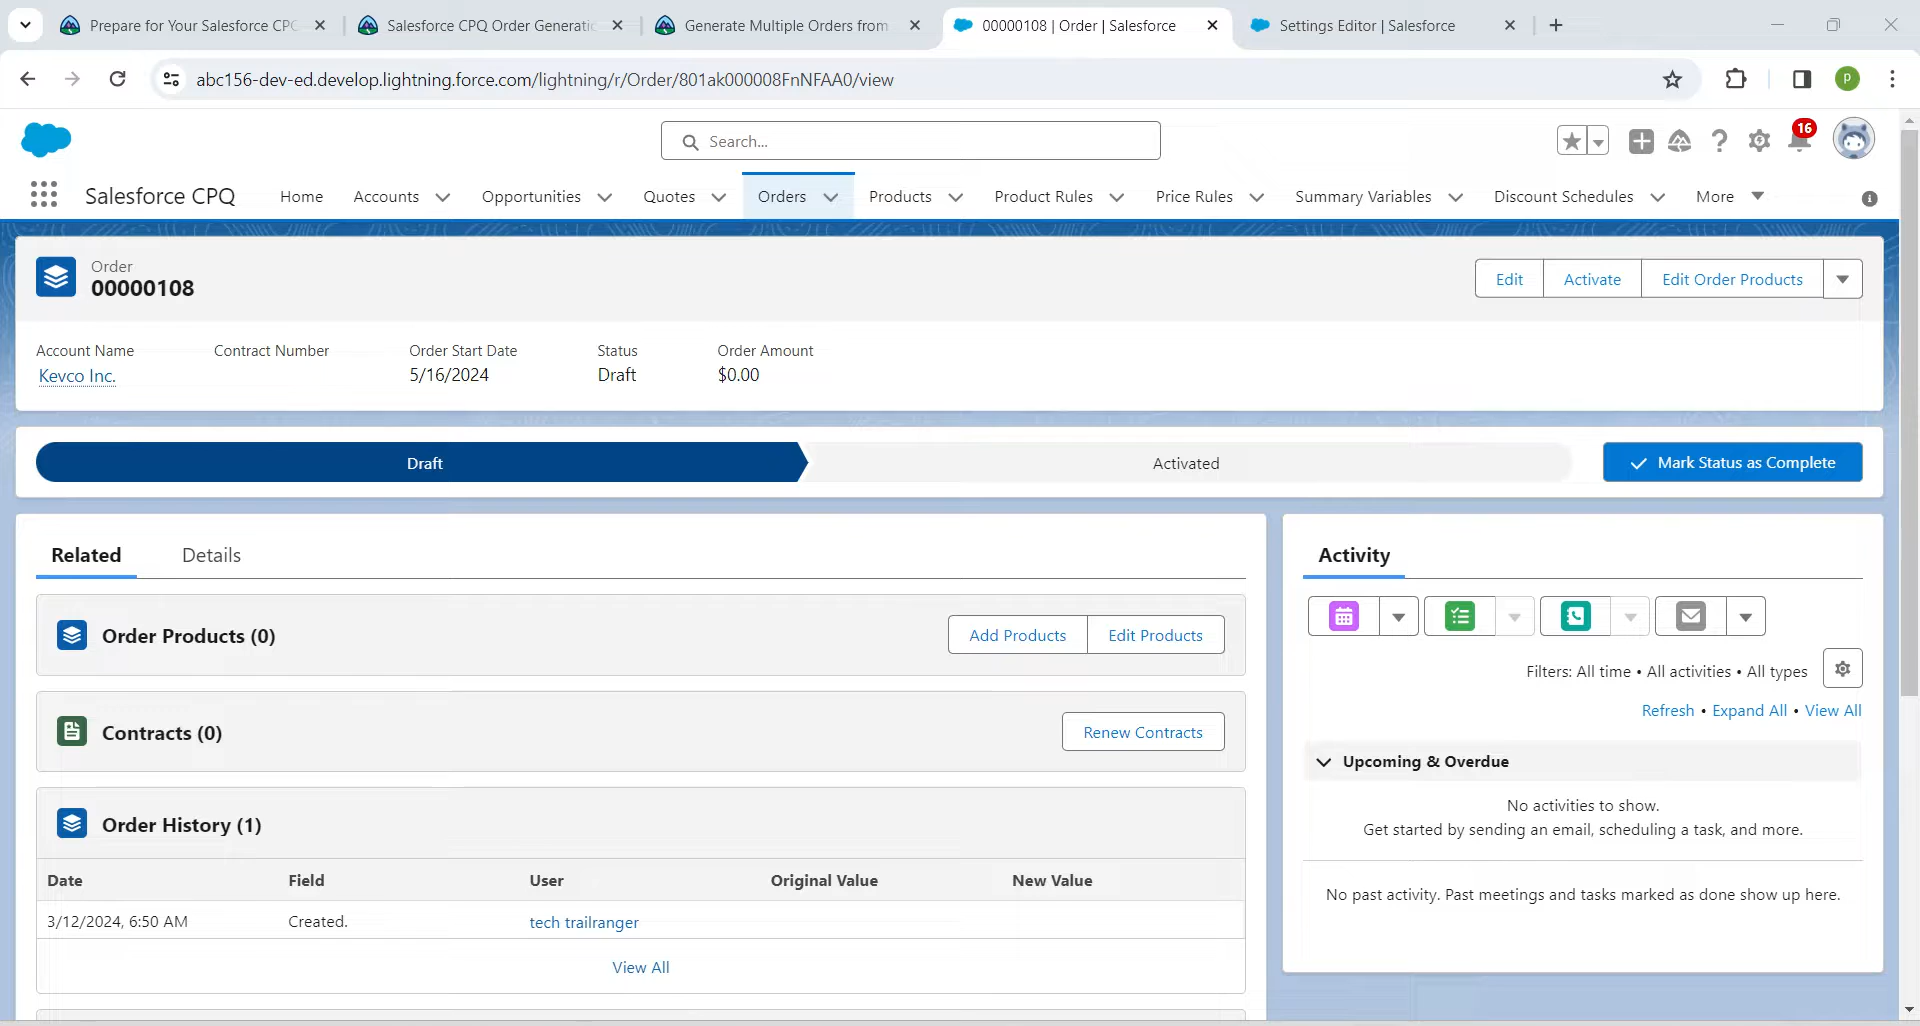 Prepare for Your Salesforce CPQ
Salesforce CPQ Order Generatio
Generate Multiple Orders from
00000108 | Order | Salesforce
Settings Editor | Salesforce
abc156-dev-ed.develop.lightning.force.com/lightning/r/Order/801ak000008FnNFAA0/view
P
Search...
16
Salesforce CPQ
Home
Accounts
Opportunities
Quotes
Orders
Products
Product Rules
Price Rules
Summary Variables
Discount Schedules
More
Order
00000108
Edit
Activate
Edit Order Products
Account Name
Contract Number
Order Start Date
Status
Order Amount
Kevco Inc.
5/16/2024
Draft
$0.00
Draft
Activated
Mark Status as Complete
Related
Details
Order Products (0)
Add Products
Edit Products
Contracts (0)
Renew Contracts
Order History (1)
Date
Field
User
Original Value
New Value
3/12/2024, 6:50 AM
Created.
tech trailranger
View All
Activity
Filters: All time • All activities • All types
Refresh • Expand All • View All
Upcoming & Overdue
No activities to show.
Get started by sending an email, scheduling a task, and more.
No past activity. Past meetings and tasks marked as done show up here.